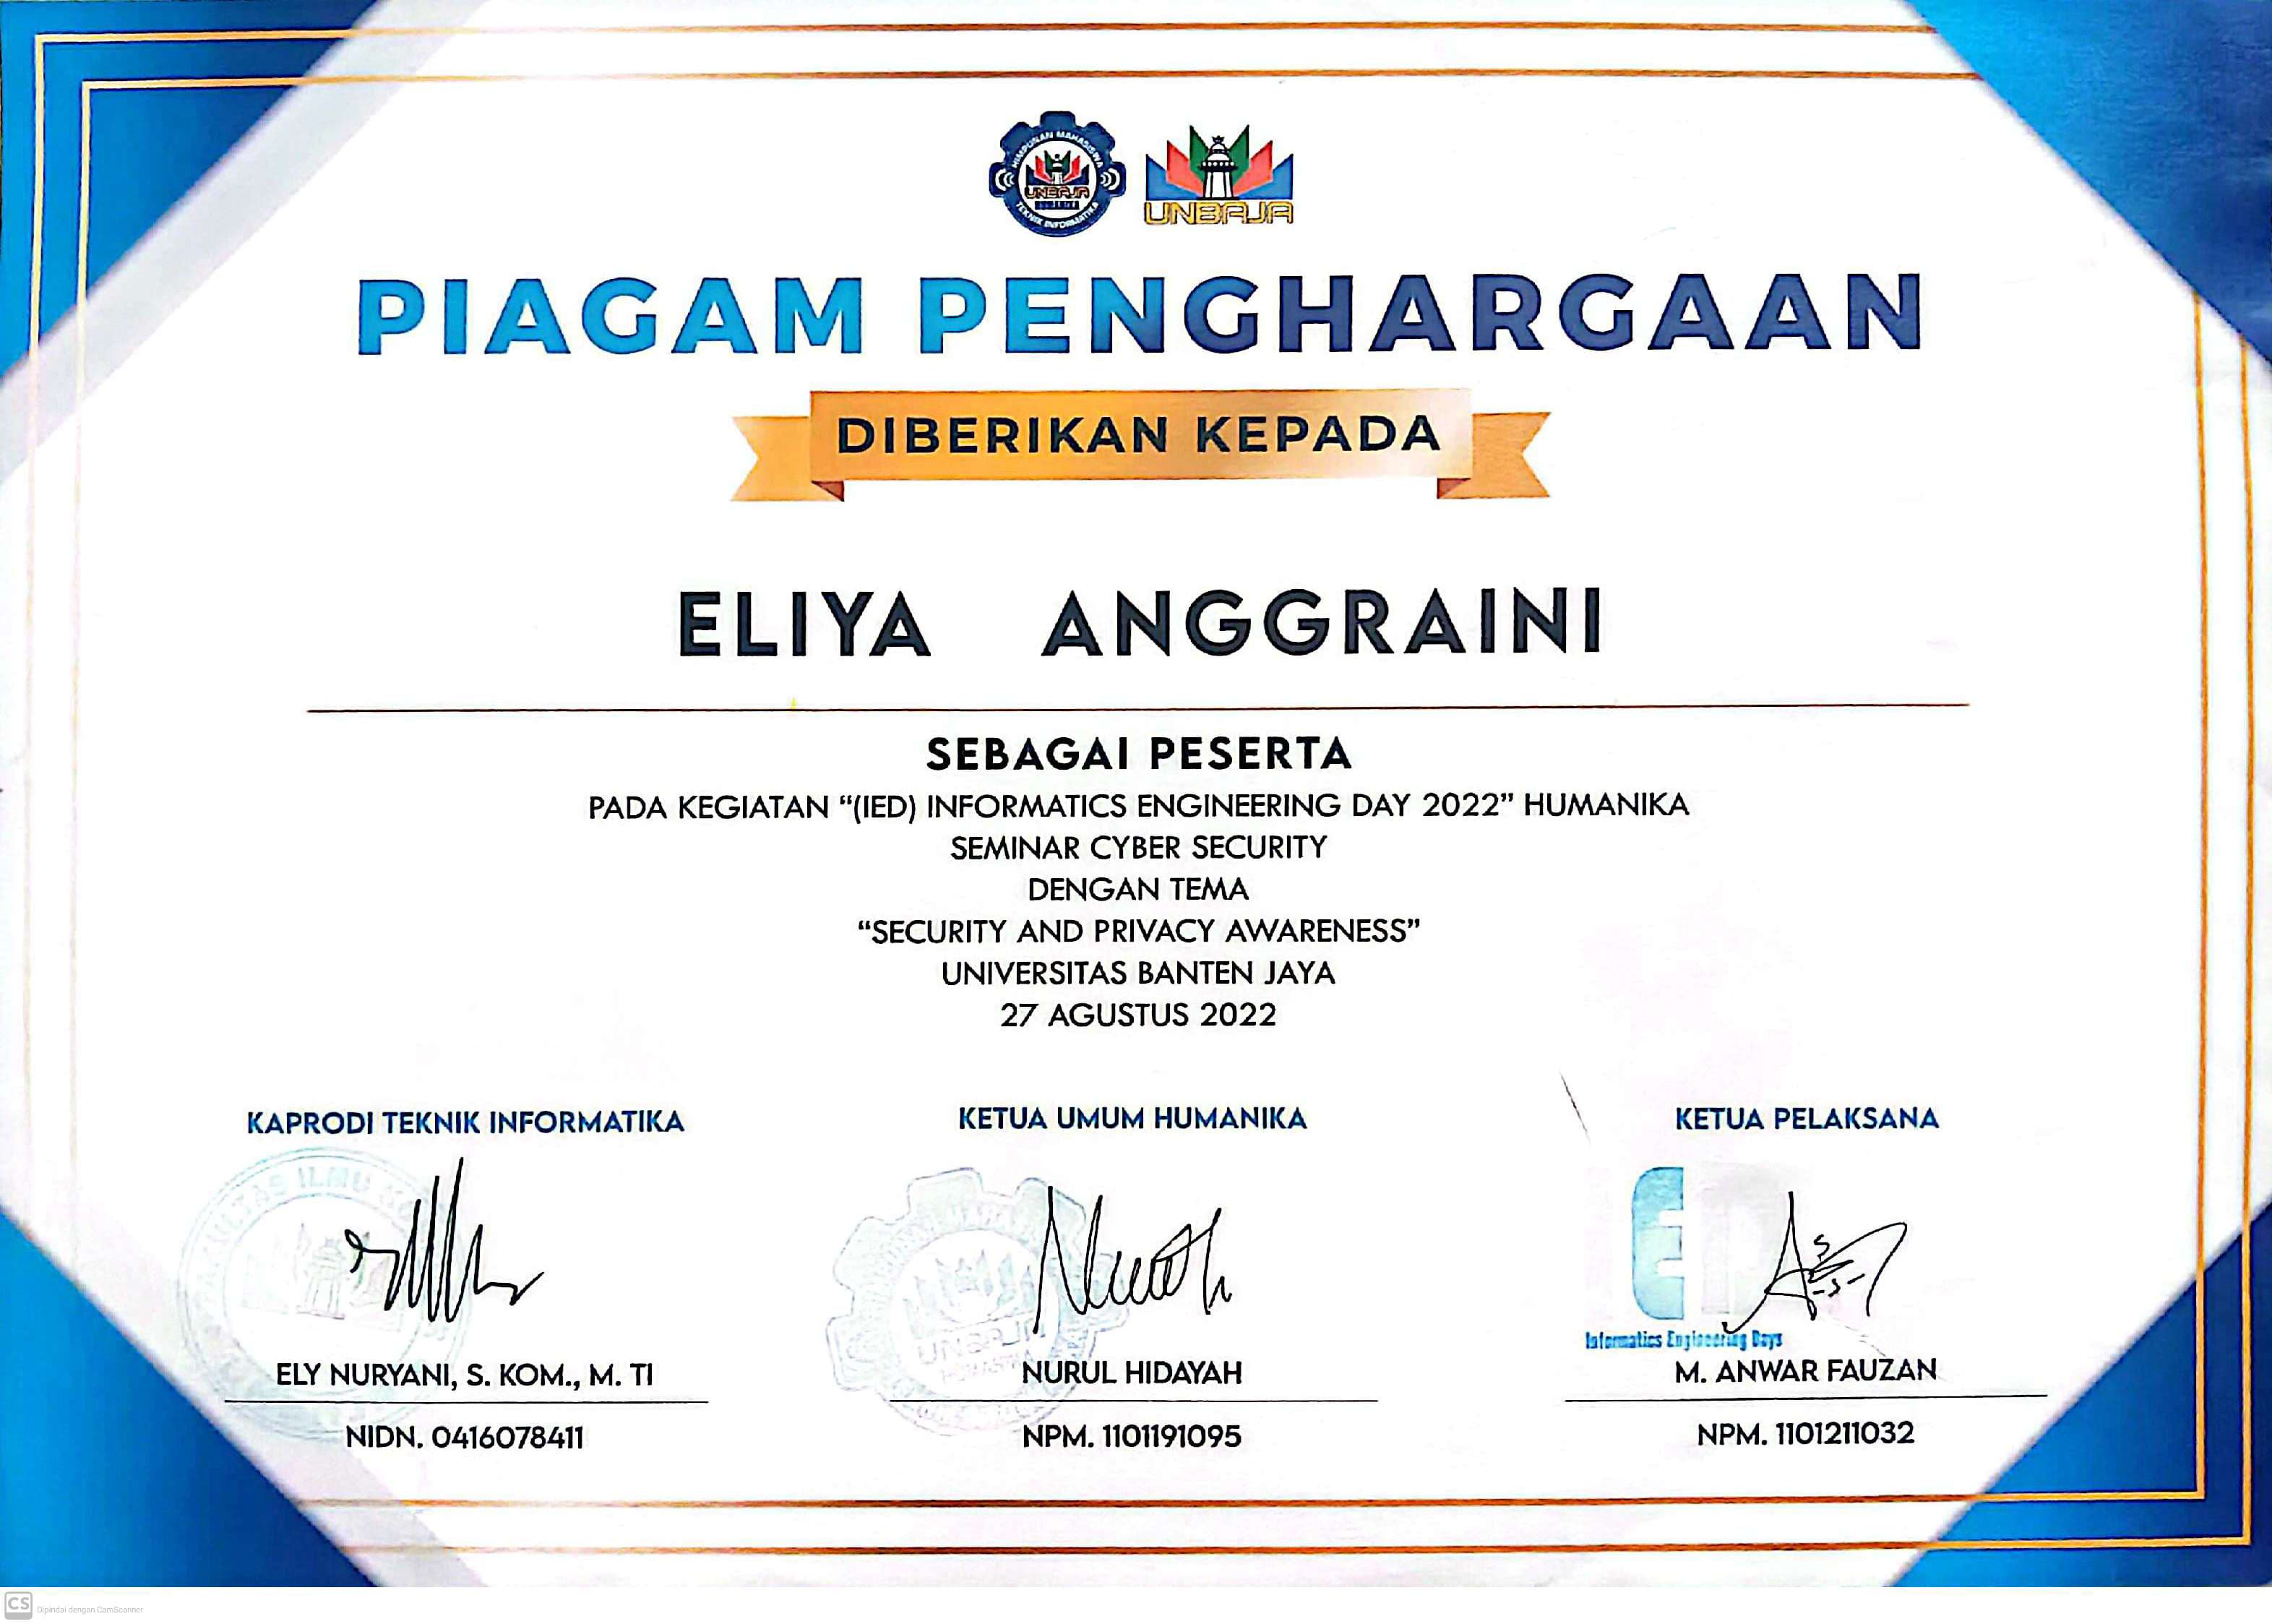 HIMPUNAN MAHASISWA
UNBAJA
TEKNIK INFORMATIKA
UNBAJA
PIAGAM PENGHARGAAN
DIBERIKAN KEPADA
ELIYA ANGGRAINI
SEBAGAI PESERTA
PADA KEGIATAN “(IED) INFORMATICS ENGINEERING DAY 2022” HUMANIKA
SEMINAR CYBER SECURITY
DENGAN TEMA
“SECURITY AND PRIVACY AWARENESS”
UNIVERSITAS BANTEN JAYA
27 AGUSTUS 2022
KAPRODI TEKNIK INFORMATIKA KETUA UMUM HUMANIKA KETUA PELAKSANA
ILMU
UNBAJA
Informatics Engineering Days
ELY NURYANI, S. KOM., M. TI NURUL HIDAYAH M. ANWAR FAUZAN
NIDN. 0416078411 NPM. 1101191095 NPM. 1101211032
CS Dipindai dengan CamScanner